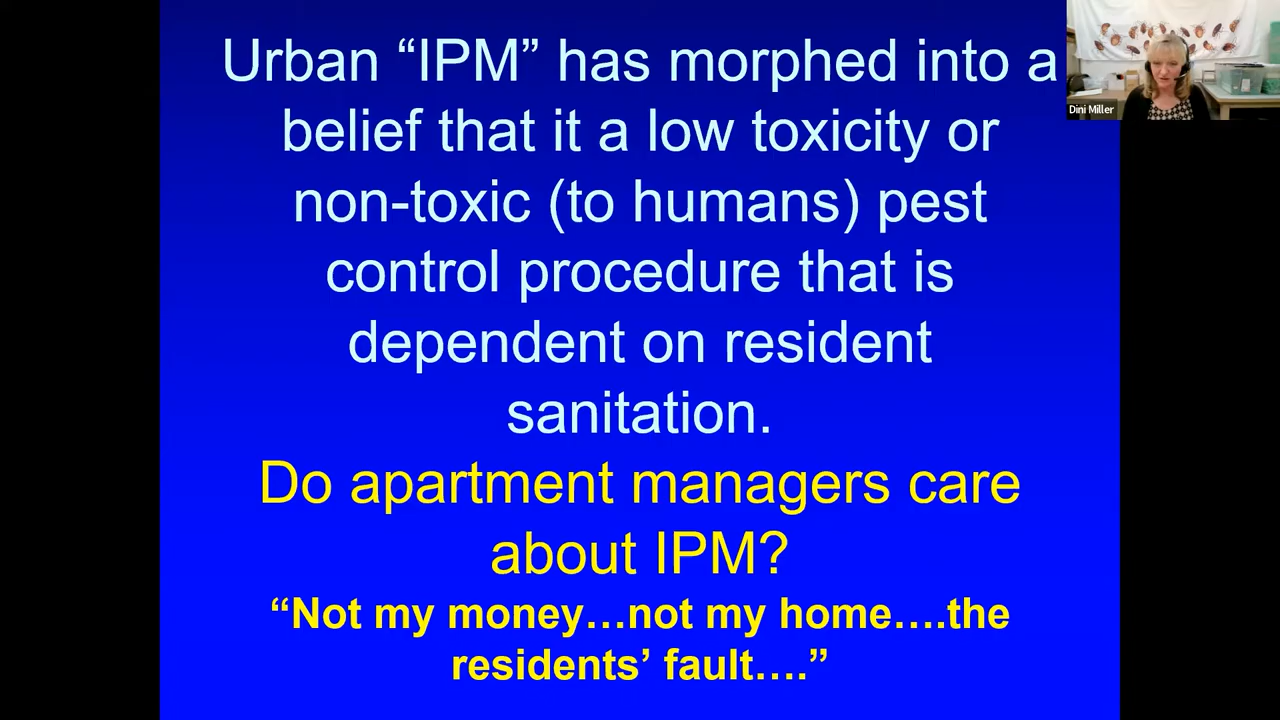 Urban “IPM” has morphed into a
belief that it a low toxicity or
non-toxic (to humans) pest
control procedure that is
dependent on resident
sanitation.
Do apartment managers care
about IPM?
“Not my money…not my home….the
residents’ fault….”
Dini Miller